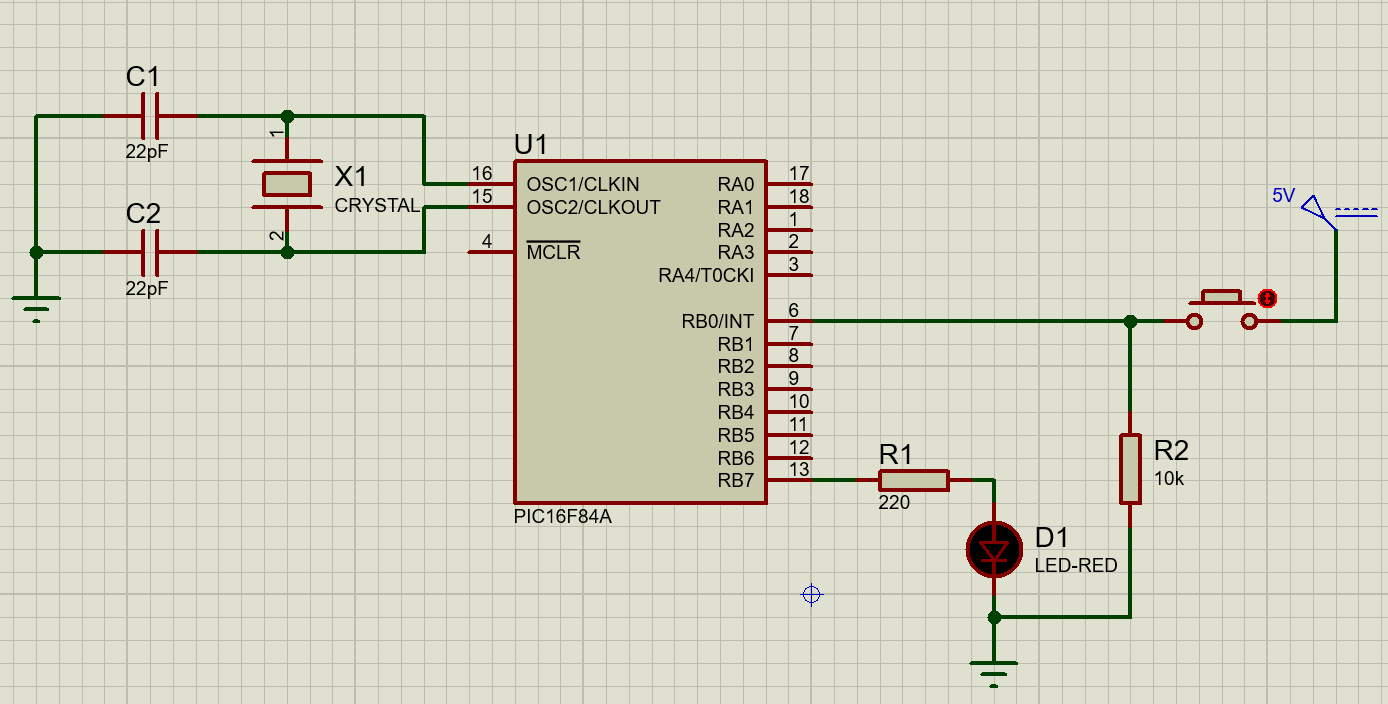 C1
22pF
1
X1
CRYSTAL
2
C2
22pF
U1
16
OSC1/CLKIN
15
OSC2/CLKOUT
4
MCLR
RA0
17
RA1
18
RA2
1
RA3
2
RA4/T0CKI
3
RB0/INT
6
RB1
7
RB2
8
RB3
9
RB4
10
RB5
11
RB6
12
RB7
13
PIC16F84A
R1
220
D1
LED-RED
R2
10k
5V